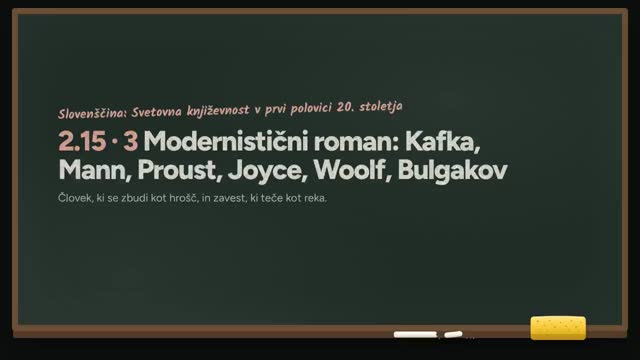 Slovenščina: Svetovna književnost v prvi polovici 20. stoletja
2.15 · 3 Modernistični roman: Kafka,
Mann, Proust, Joyce, Woolf, Bulgakov
Človek, ki se zbudi kot hrošč, in zavest, ki teče kot reka.